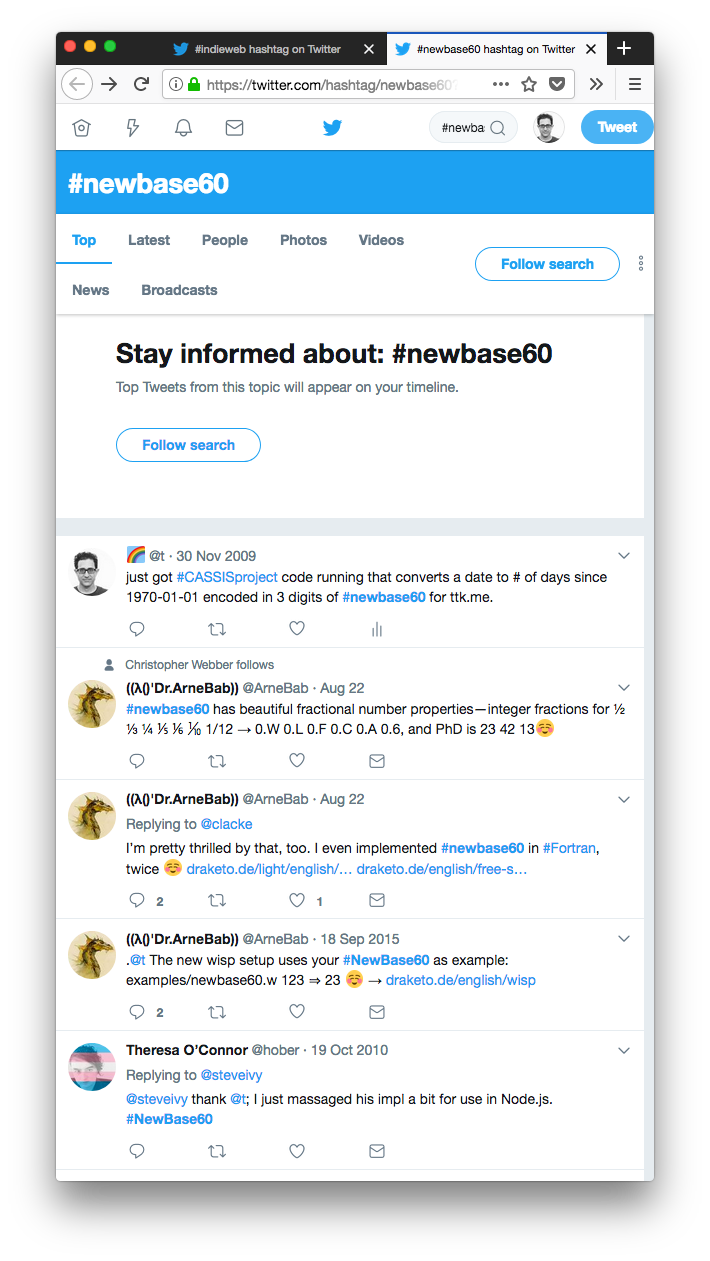 #indieweb hashtag on Twitter
#newbase60 hashtag on Twitter
https://twitter.com/hashtag/newbase60?
#newba
Tweet
#newbase60
Top Latest People Photos Videos
Follow search
News Broadcasts
Stay informed about: #newbase60
Top Tweets from this topic will appear on your timeline.
Follow search
🌈 @t · 30 Nov 2009
just got #CASSISproject code running that converts a date to # of days since
1970-01-01 encoded in 3 digits of #newbase60 for ttk.me.
Christopher Webber follows
((λ()'Dr.ArneBab)) @ArneBab · Aug 22
#newbase60 has beautiful fractional number properties—integer fractions for ½
⅓ ¼ ⅕ ⅙ ⅒ 1/12 → 0.W 0.L 0.F 0.C 0.A 0.6, and PhD is 23 42 13☺️
((λ()'Dr.ArneBab)) @ArneBab · Aug 22
Replying to @clacke
I'm pretty thrilled by that, too. I even implemented #newbase60 in #Fortran,
twice ☺️ draketo.de/light/english/… draketo.de/english/free-s…
2 1
((λ()'Dr.ArneBab)) @ArneBab · 18 Sep 2015
.@t The new wisp setup uses your #NewBase60 as example:
examples/newbase60.w 123 ⇒ 23 ☺️ → draketo.de/english/wisp
2
Theresa O’Connor @hober · 19 Oct 2010
Replying to @steveivy
@steveivy thank @t; I just massaged his impl a bit for use in Node.js.
#NewBase60